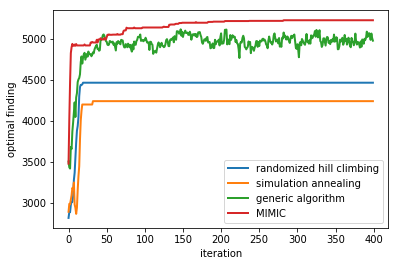 optimal finding
5000
4500
4000
3500
3000
0 50 100 150 200 250 300 350 400
iteration
randomized hill climbing
simulation annealing
generic algorithm
MIMIC